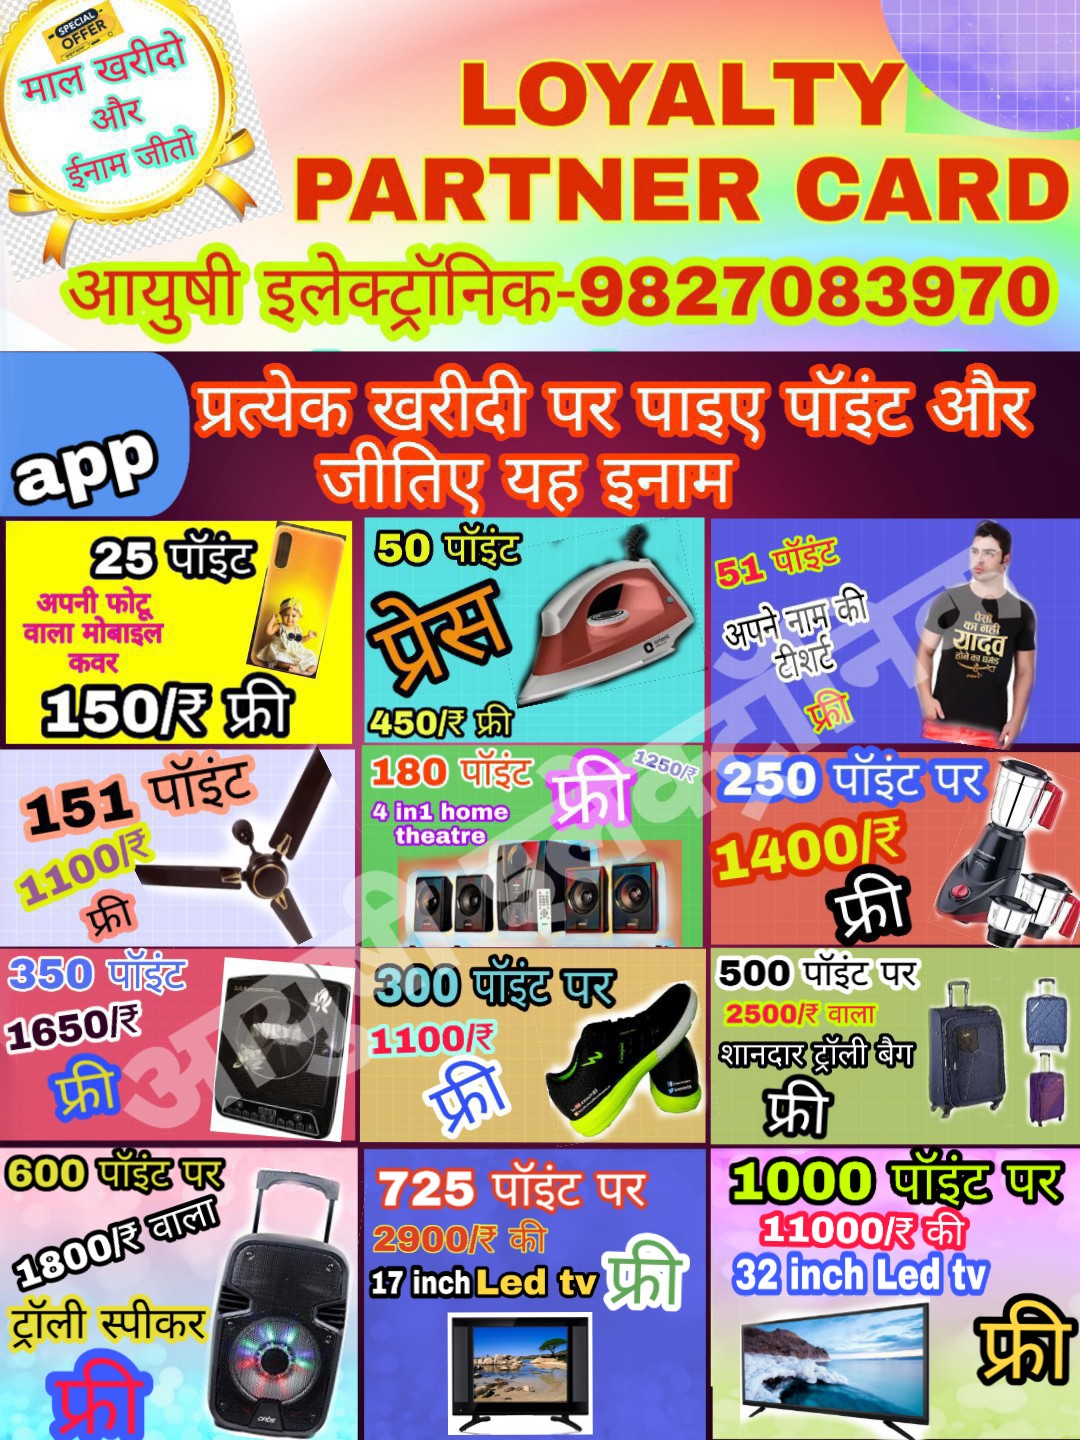 SPECIAL
OFFER
माल खरीदो
और
ईनाम जीतो
LOYALTY
PARTNER CARD
आयुषी इलेक्ट्रॉनिक-9827083970
app
प्रत्येक खरीदी पर पाइए पॉइंट और
जीतिए यह इनाम
25 पॉइंट
अपनी फोटू
वाला मोबाइल
कवर
150/₹ फ्री
50 पॉइंट
प्रेस
450/₹ फ्री
51 पॉइंट
अपने नाम की
टीशर्ट
फ्री
पैसो
का नही
यादव
होने का घमंड
151 पॉइंट
1100/₹
फ्री
180 पॉइंट
फ्री
1250/₹
4 in1 home
theatre
250 पॉइंट पर
1400/₹
फ्री
350 पॉइंट
1650/₹
फ्री
300 पॉइंट पर
1100/₹
फ्री
500 पॉइंट पर
2500/₹ वाला
शानदार ट्रॉली बैग
फ्री
600 पॉइंट पर
1800/₹ वाला
ट्रॉली स्पीकर
फ्री
725 पॉइंट पर
2900/₹ की
17 inch Led tv
फ्री
1000 पॉइंट पर
11000/₹ की
32 inch Led tv
फ्री